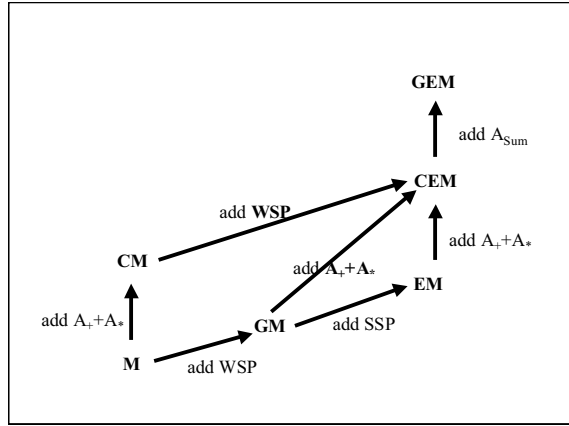 GEM
add A_Sum
CEM
add WSP
add A₊+A*
CM
add A₊+A*
EM
add A₊+A*
GM
add SSP
M
add WSP